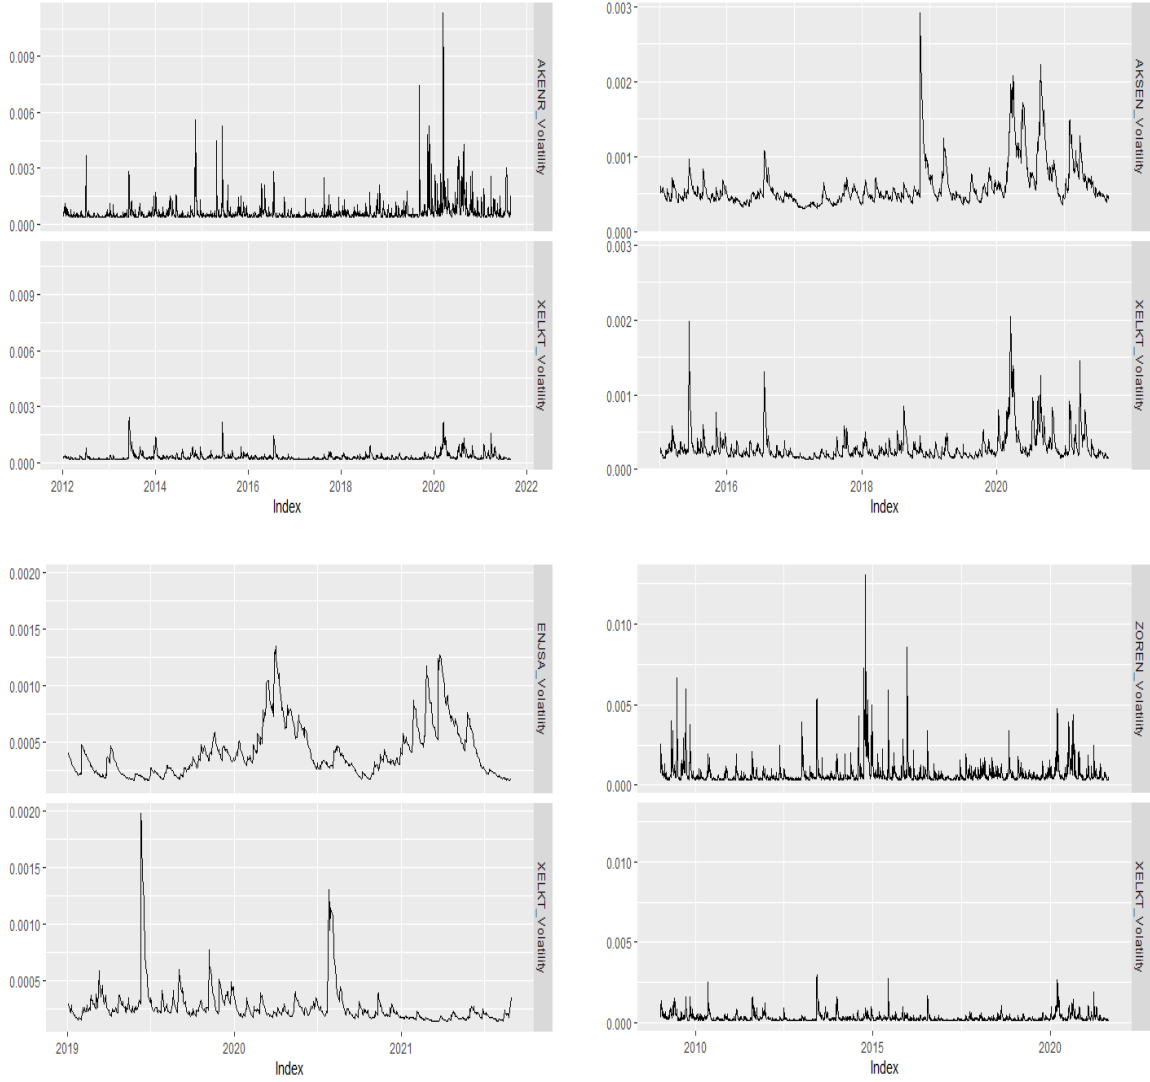 0.009
0.006
0.003
0.000
AKENR_Volatility
0.009
0.006
0.003
0.000
XELKT_Volatility
2012 2014 2016 2018 2020 2022
Index
0.003
0.002
0.001
0.000
AKSEN_Volatility
0.003
0.002
0.001
0.000
XELKT_Volatility
2016 2018 2020
Index
0.0020
0.0015
0.0010
0.0005
ENJSA_Volatility
0.0020
0.0015
0.0010
0.0005
XELKT_Volatility
2019 2020 2021
Index
0.010
0.005
0.000
ZOREN_Volatility
0.010
0.005
0.000
XELKT_Volatility
2010 2015 2020
Index